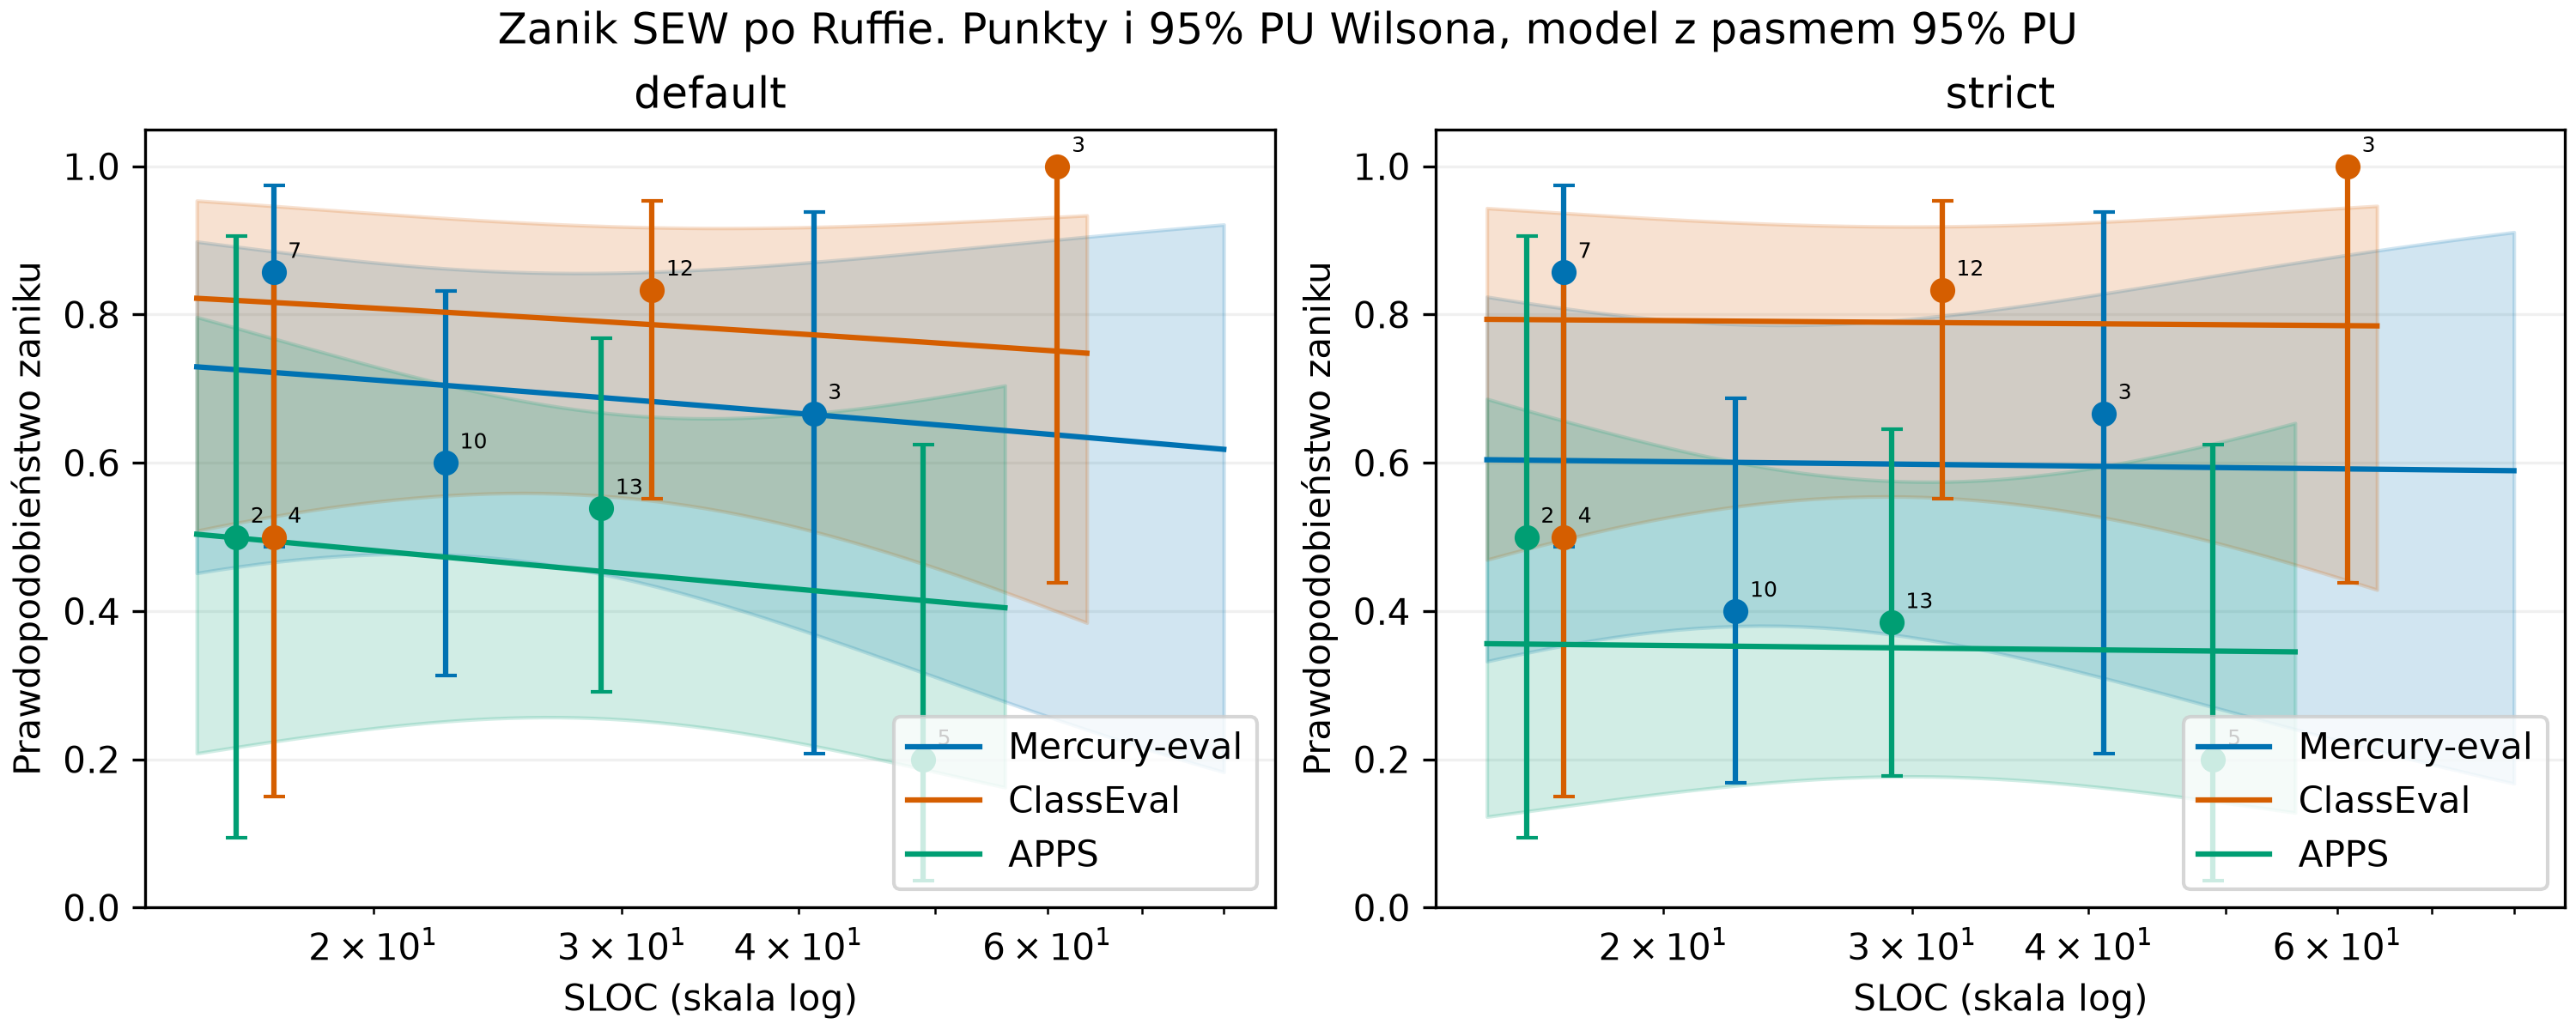 Zanik SEW po Ruffie. Punkty i 95% PU Wilsona, model z pasmem 95% PU
default
Prawdopodobieństwo zaniku
1.0
0.8
0.6
0.4
0.2
0.0
7
10
3
4
12
3
2
13
5
Mercury-eval
ClassEval
APPS
2 × 10¹
3 × 10¹
4 × 10¹
6 × 10¹
SLOC (skala log)
strict
Prawdopodobieństwo zaniku
1.0
0.8
0.6
0.4
0.2
0.0
7
10
3
4
12
3
2
13
5
Mercury-eval
ClassEval
APPS
2 × 10¹
3 × 10¹
4 × 10¹
6 × 10¹
SLOC (skala log)